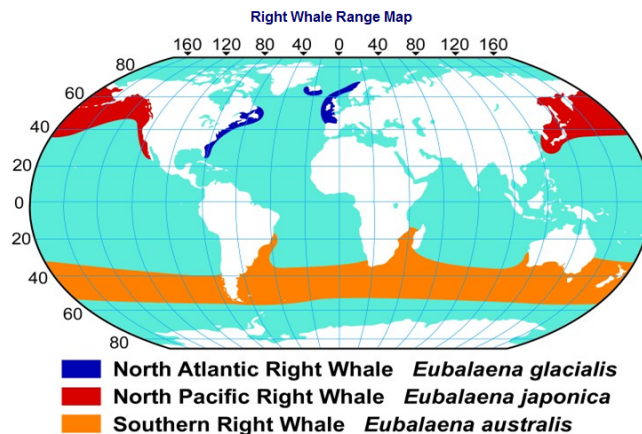 Right Whale Range Map
160 120 80 40 0 40 80 120 160
80
60
40
20
0
20
40
60
80
North Atlantic Right Whale Eubalaena glacialis
North Pacific Right Whale Eubalaena japonica
Southern Right Whale Eubalaena australis